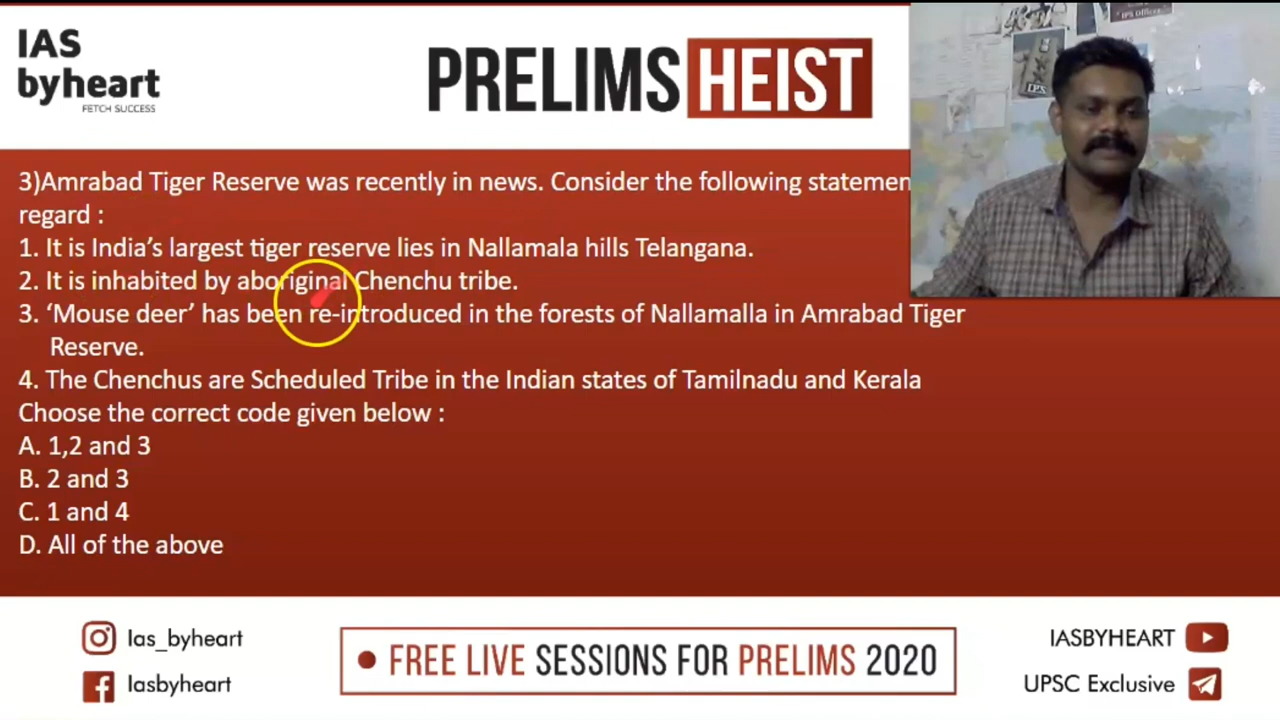 IAS
byheart
FETCH SUCCESS
PRELIMS HEIST
IPS Officer
IPS
3)Amrabad Tiger Reserve was recently in news. Consider the following statemen
regard :
1. It is India’s largest tiger reserve lies in Nallamala hills Telangana.
2. It is inhabited by aboriginal Chenchu tribe.
3. ‘Mouse deer’ has been re-introduced in the forests of Nallamalla in Amrabad Tiger
Reserve.
4. The Chenchus are Scheduled Tribe in the Indian states of Tamilnadu and Kerala
Choose the correct code given below :
A. 1,2 and 3
B. 2 and 3
C. 1 and 4
D. All of the above
Ias_byheart
Iasbyheart
FREE LIVE SESSIONS FOR PRELIMS 2020
IASBYHEART
UPSC Exclusive